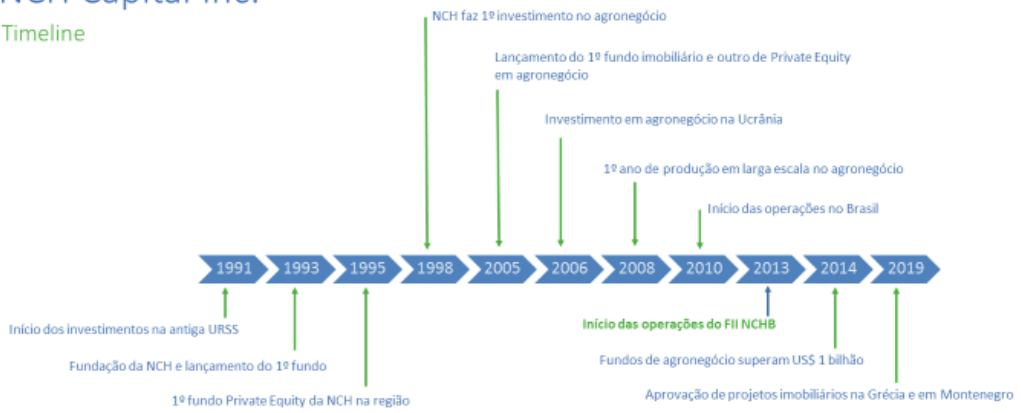 NCH Capital Inc.
Timeline
NCH faz 1º investimento no agronegócio
Lançamento do 1º fundo imobiliário e outro de Private Equity
em agronegócio
Investimento em agronegócio na Ucrânia
1º ano de produção em larga escala no agronegócio
Início das operações no Brasil
1991 1993 1995 1998 2005 2006 2008 2010 2013 2014 2019
Início dos investimentos na antiga URSS
Início das operações do FII NCHB
Fundação da NCH e lançamento do 1º fundo
Fundos de agronegócio superam US$ 1 bilhão
1º fundo Private Equity da NCH na região
Aprovação de projetos imobiliários na Grécia e em Montenegro